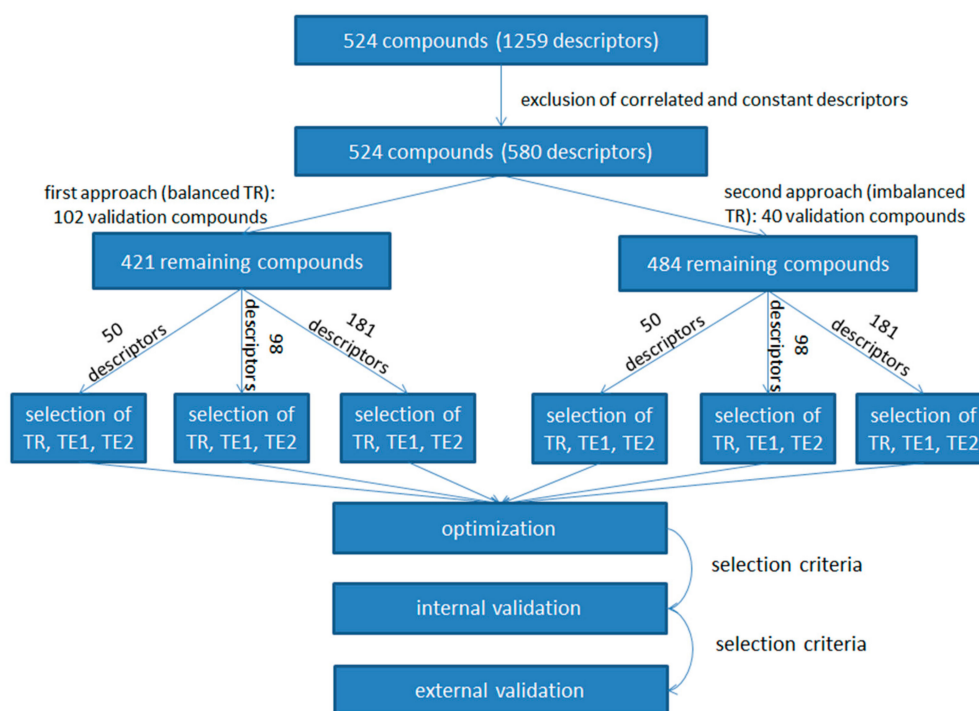 524 compounds (1259 descriptors)
exclusion of correlated and constant descriptors
524 compounds (580 descriptors)
first approach (balanced TR):
102 validation compounds
second approach (imbalanced
TR): 40 validation compounds
421 remaining compounds
484 remaining compounds
50
descriptors
98
descriptors
181
descriptors
50
descriptors
98
descriptors
181
descriptors
selection of
TR, TE1, TE2
selection of
TR, TE1, TE2
selection of
TR, TE1, TE2
selection of
TR, TE1, TE2
selection of
TR, TE1, TE2
selection of
TR, TE1, TE2
optimization
selection criteria
internal validation
selection criteria
external validation